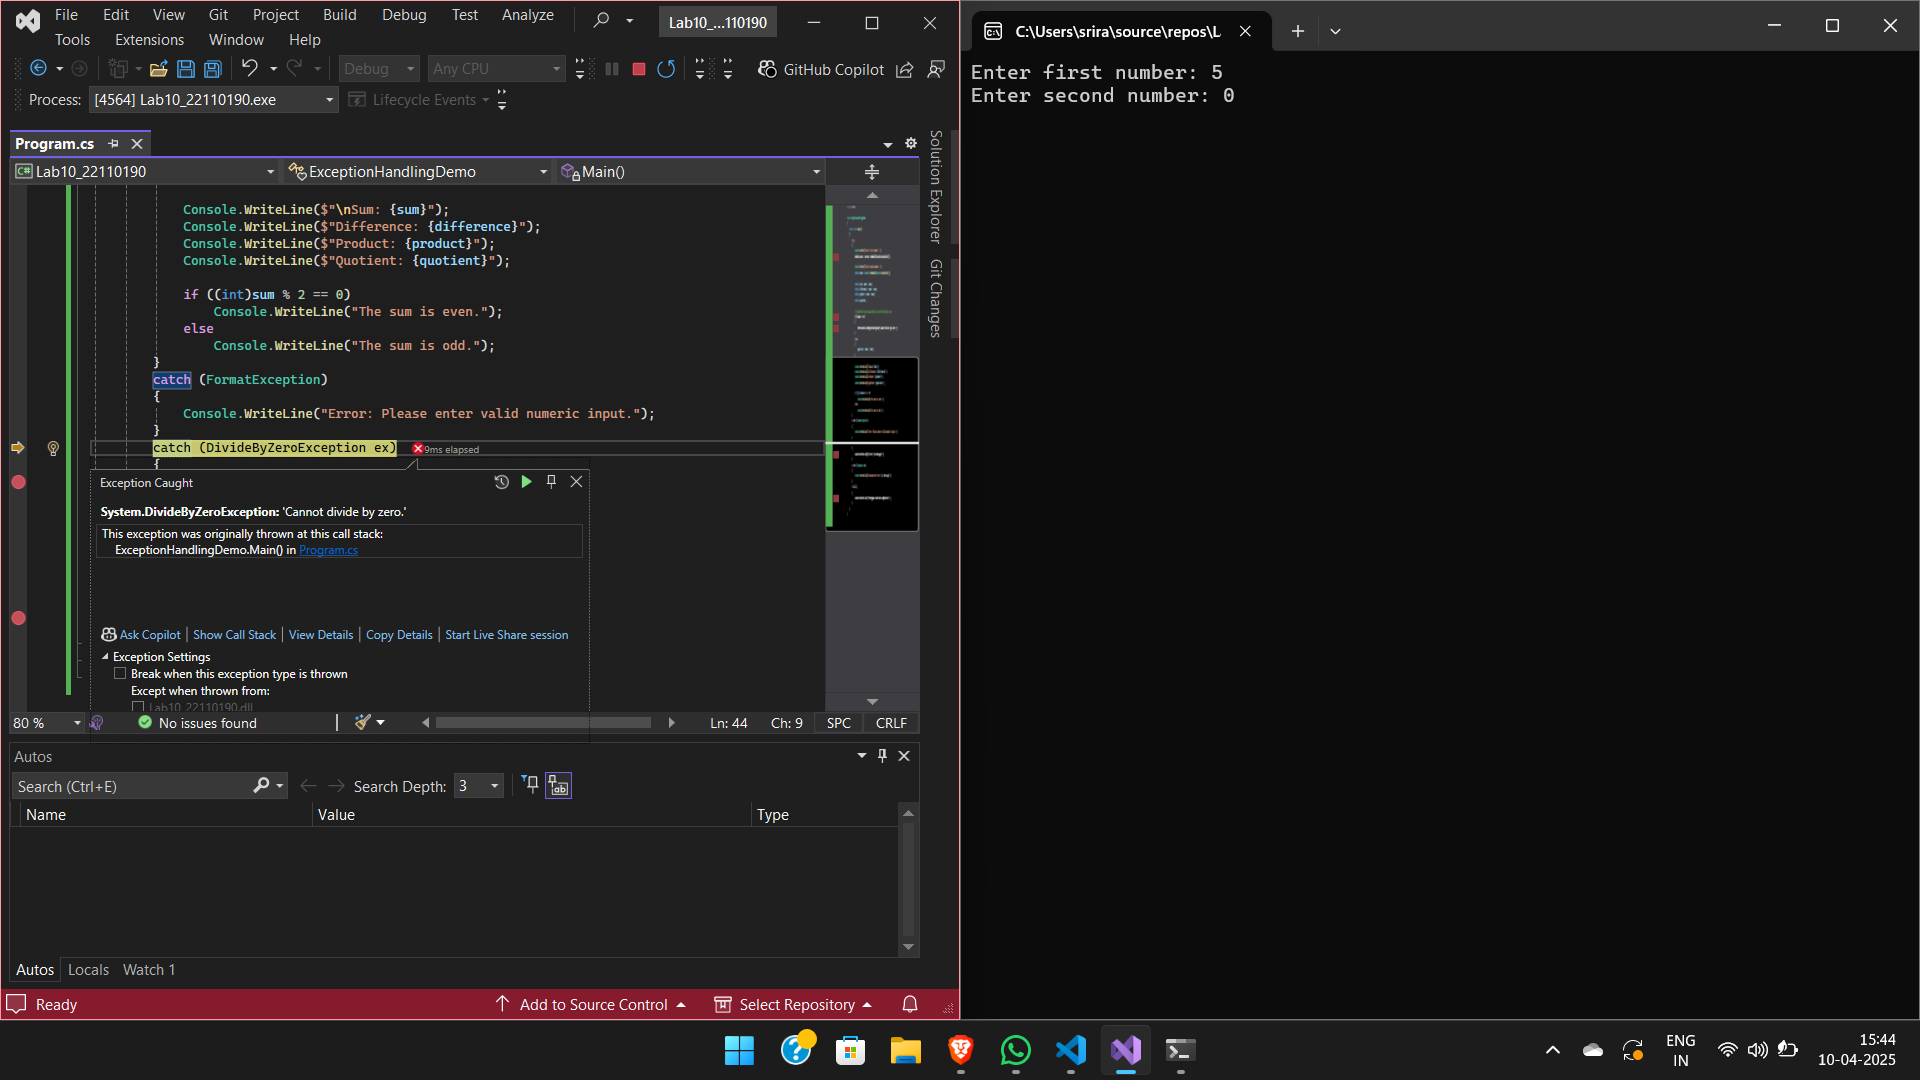 File Edit View Git Project Build Debug Test Analyze Lab10_...110190
Tools Extensions Window Help
Debug Any CPU GitHub Copilot
Process: [4564] Lab10_22110190.exe Lifecycle Events
Program.cs
C# Lab10_22110190 ExceptionHandlingDemo Main()
Console.WriteLine($"\nSum: {sum}");
Console.WriteLine($"Difference: {difference}");
Console.WriteLine($"Product: {product}");
Console.WriteLine($"Quotient: {quotient}");
if ((int)sum % 2 == 0)
Console.WriteLine("The sum is even.");
else
Console.WriteLine("The sum is odd.");
}
catch (FormatException)
{
Console.WriteLine("Error: Please enter valid numeric input.");
}
catch (DivideByZeroException ex) 9ms elapsed
{
Exception Caught
System.DivideByZeroException: 'Cannot divide by zero.'
This exception was originally thrown at this call stack:
ExceptionHandlingDemo.Main() in Program.cs
Ask Copilot | Show Call Stack | View Details | Copy Details | Start Live Share session
Exception Settings
Break when this exception type is thrown
Except when thrown from:
Lab10_22110190.dll
80 % No issues found Ln: 44 Ch: 9 SPC CRLF
Solution Explorer
Git Changes
Autos
Search (Ctrl+E) Search Depth: 3
Name Value Type
Autos Locals Watch 1
Ready Add to Source Control Select Repository
C:\Users\srira\source\repos\L
Enter first number: 5
Enter second number: 0
ENG
IN
15:44
10-04-2025